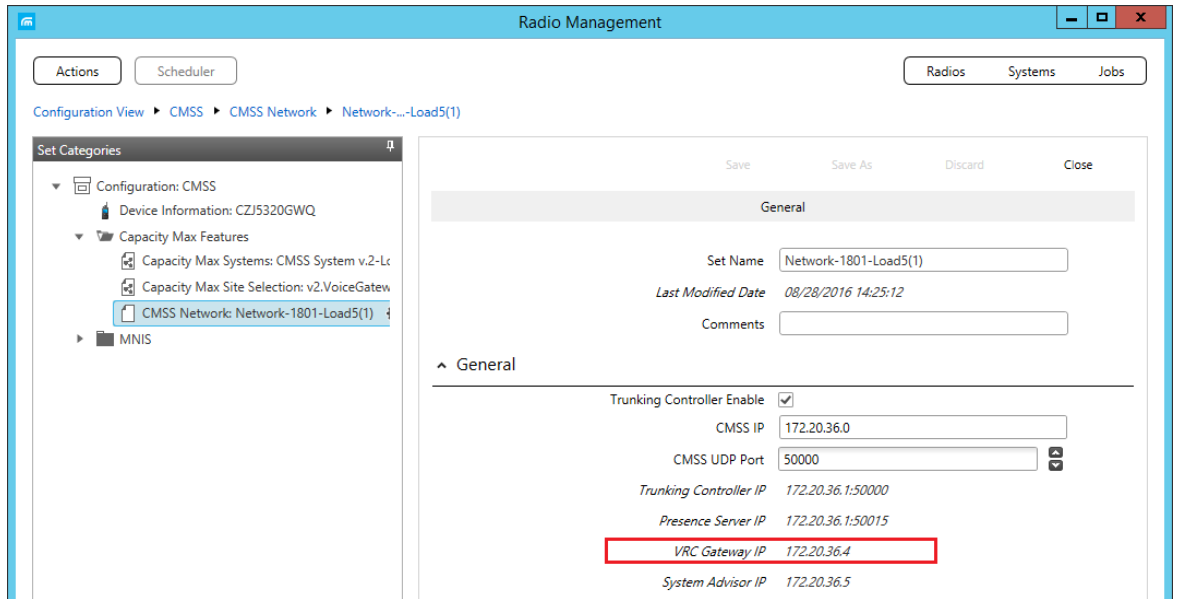 Radio Management
Actions Scheduler Radios Systems Jobs
Configuration View CMSS CMSS Network Network-...-Load5(1)
Set Categories
Configuration: CMSS
Device Information: CZJ5320GWQ
Capacity Max Features
Capacity Max Systems: CMSS System v.2-Lc
Capacity Max Site Selection: v2.VoiceGatew
CMSS Network: Network-1801-Load5(1)
MNIS
Save Save As Discard Close
General
Set Name Network-1801-Load5(1)
Last Modified Date 08/28/2016 14:25:12
Comments
General
Trunking Controller Enable
CMSS IP 172.20.36.0
CMSS UDP Port 50000
Trunking Controller IP 172.20.36.1:50000
Presence Server IP 172.20.36.1:50015
VRC Gateway IP 172.20.36.4
System Advisor IP 172.20.36.5